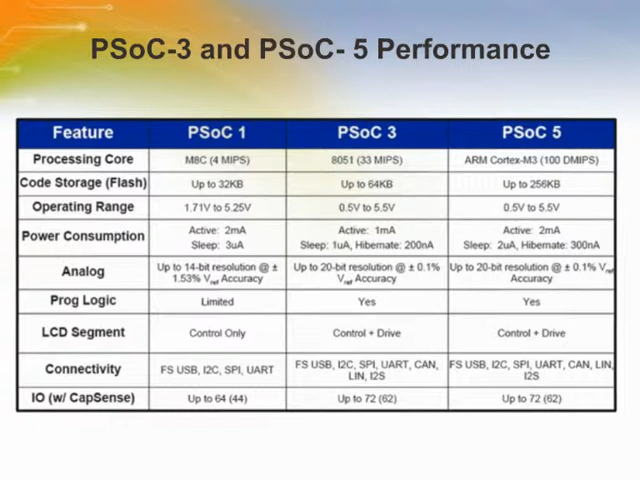 PSoC-3 and PSoC- 5 Performance
Feature PSoC 1 PSoC 3 PSoC 5
Processing Core M8C (4 MIPS) 8051 (33 MIPS) ARM Cortex-M3 (100 DMIPS)
Code Storage (Flash) Up to 32KB Up to 64KB Up to 256KB
Operating Range 1.71V to 5.25V 0.5V to 5.5V 0.5V to 5.5V
Power Consumption Active: 2mA Active: 1mA Active: 2mA
Sleep: 3uA Sleep: 1uA, Hibernate: 200nA Sleep: 2uA, Hibernate: 300nA
Analog Up to 14-bit resolution @ ± Up to 20-bit resolution @ ± 0.1% Up to 20-bit resolution @ ± 0.1% Vref
1.53% Vref Accuracy Vref Accuracy Accuracy
Prog Logic Limited Yes Yes
LCD Segment Control Only Control + Drive Control + Drive
Connectivity FS USB, I2C, SPI, UART FS USB, I2C, SPI, UART, CAN, FS USB, I2C, SPI, UART, CAN, LIN,
LIN, I2S I2S
IO (w/ CapSense) Up to 64 (44) Up to 72 (62) Up to 72 (62)